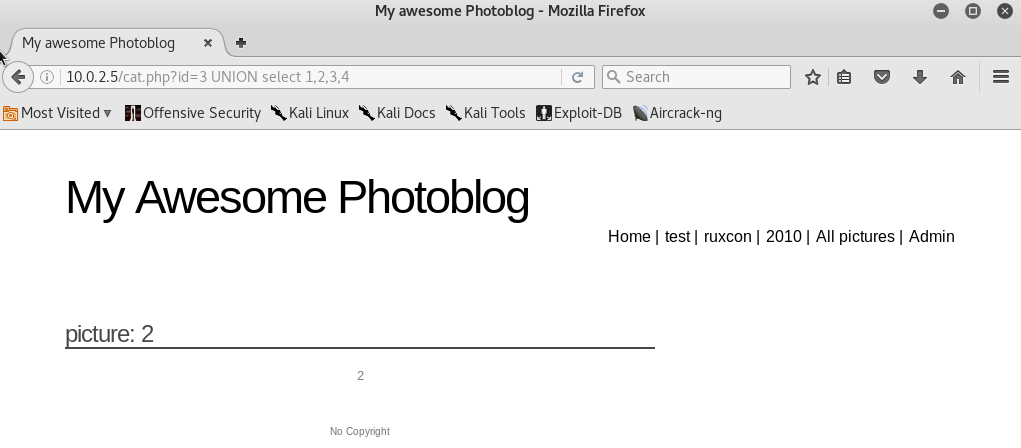 My awesome Photoblog - Mozilla Firefox
My awesome Photoblog
10.0.2.5/cat.php?id=3 UNION select 1,2,3,4
Search
Most Visited Offensive Security Kali Linux Kali Docs Kali Tools Exploit-DB Aircrack-ng
My Awesome Photoblog
Home | test | ruxcon | 2010 | All pictures | Admin
picture: 2
2
No Copyright